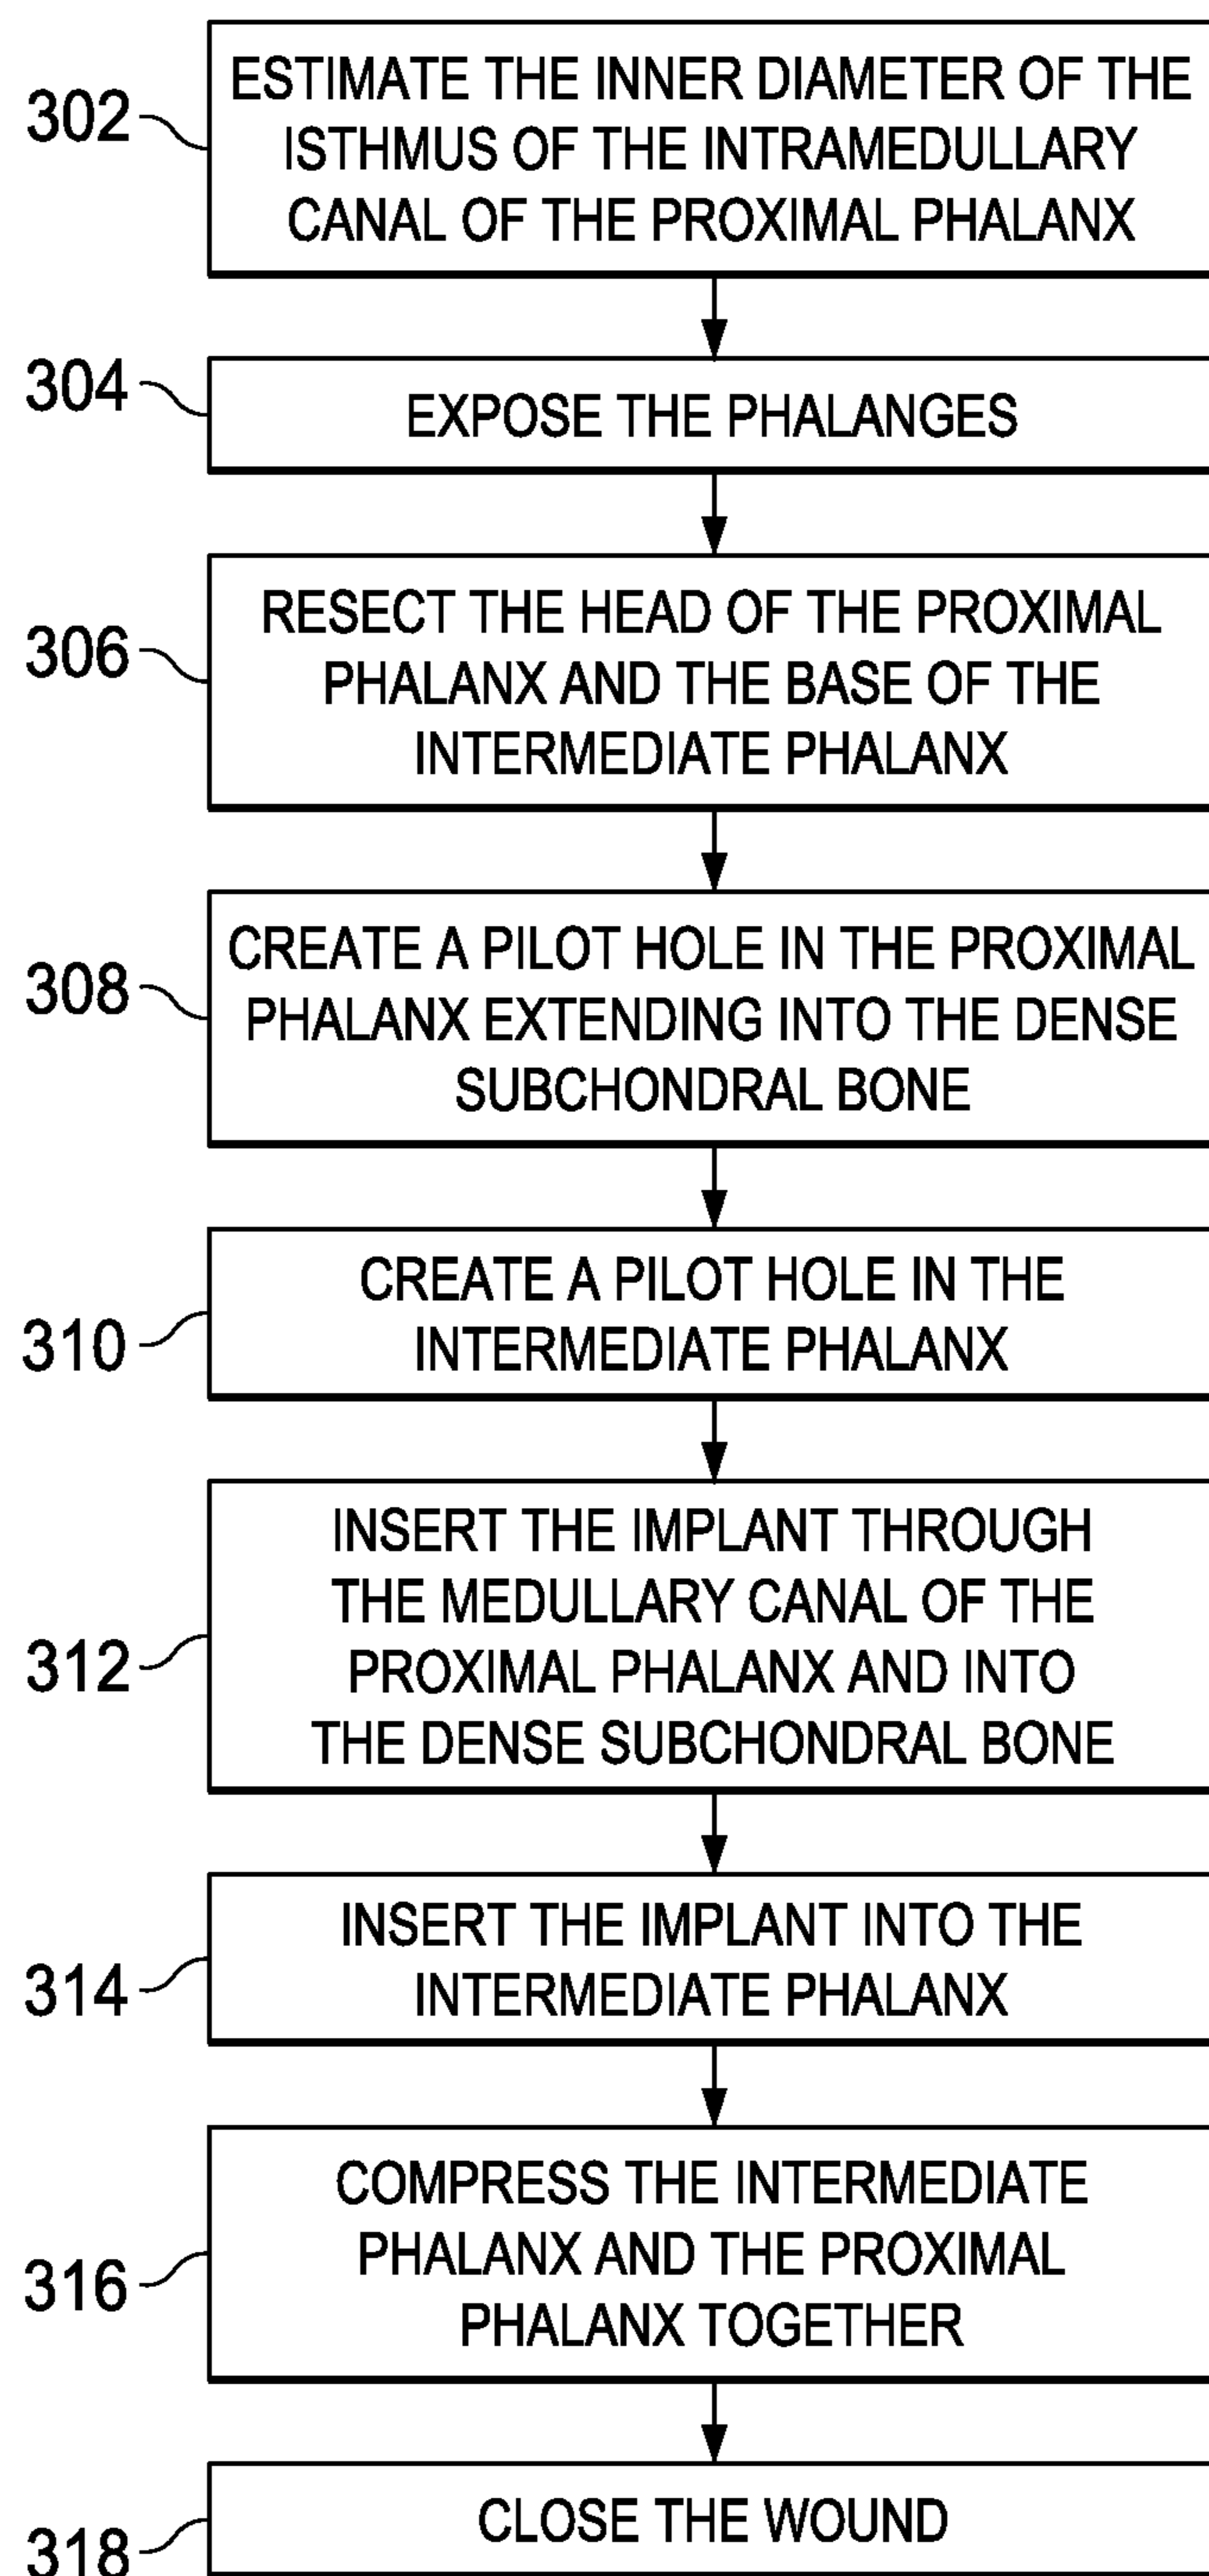 302
ESTIMATE THE INNER DIAMETER OF THE
ISTHMUS OF THE INTRAMEDULLARY
CANAL OF THE PROXIMAL PHALANX
304
EXPOSE THE PHALANGES
306
RESECT THE HEAD OF THE PROXIMAL
PHALANX AND THE BASE OF THE
INTERMEDIATE PHALANX
308
CREATE A PILOT HOLE IN THE PROXIMAL
PHALANX EXTENDING INTO THE DENSE
SUBCHONDRAL BONE
310
CREATE A PILOT HOLE IN THE
INTERMEDIATE PHALANX
312
INSERT THE IMPLANT THROUGH
THE MEDULLARY CANAL OF THE
PROXIMAL PHALANX AND INTO
THE DENSE SUBCHONDRAL BONE
314
INSERT THE IMPLANT INTO THE
INTERMEDIATE PHALANX
316
COMPRESS THE INTERMEDIATE
PHALANX AND THE PROXIMAL
PHALANX TOGETHER
318
CLOSE THE WOUND